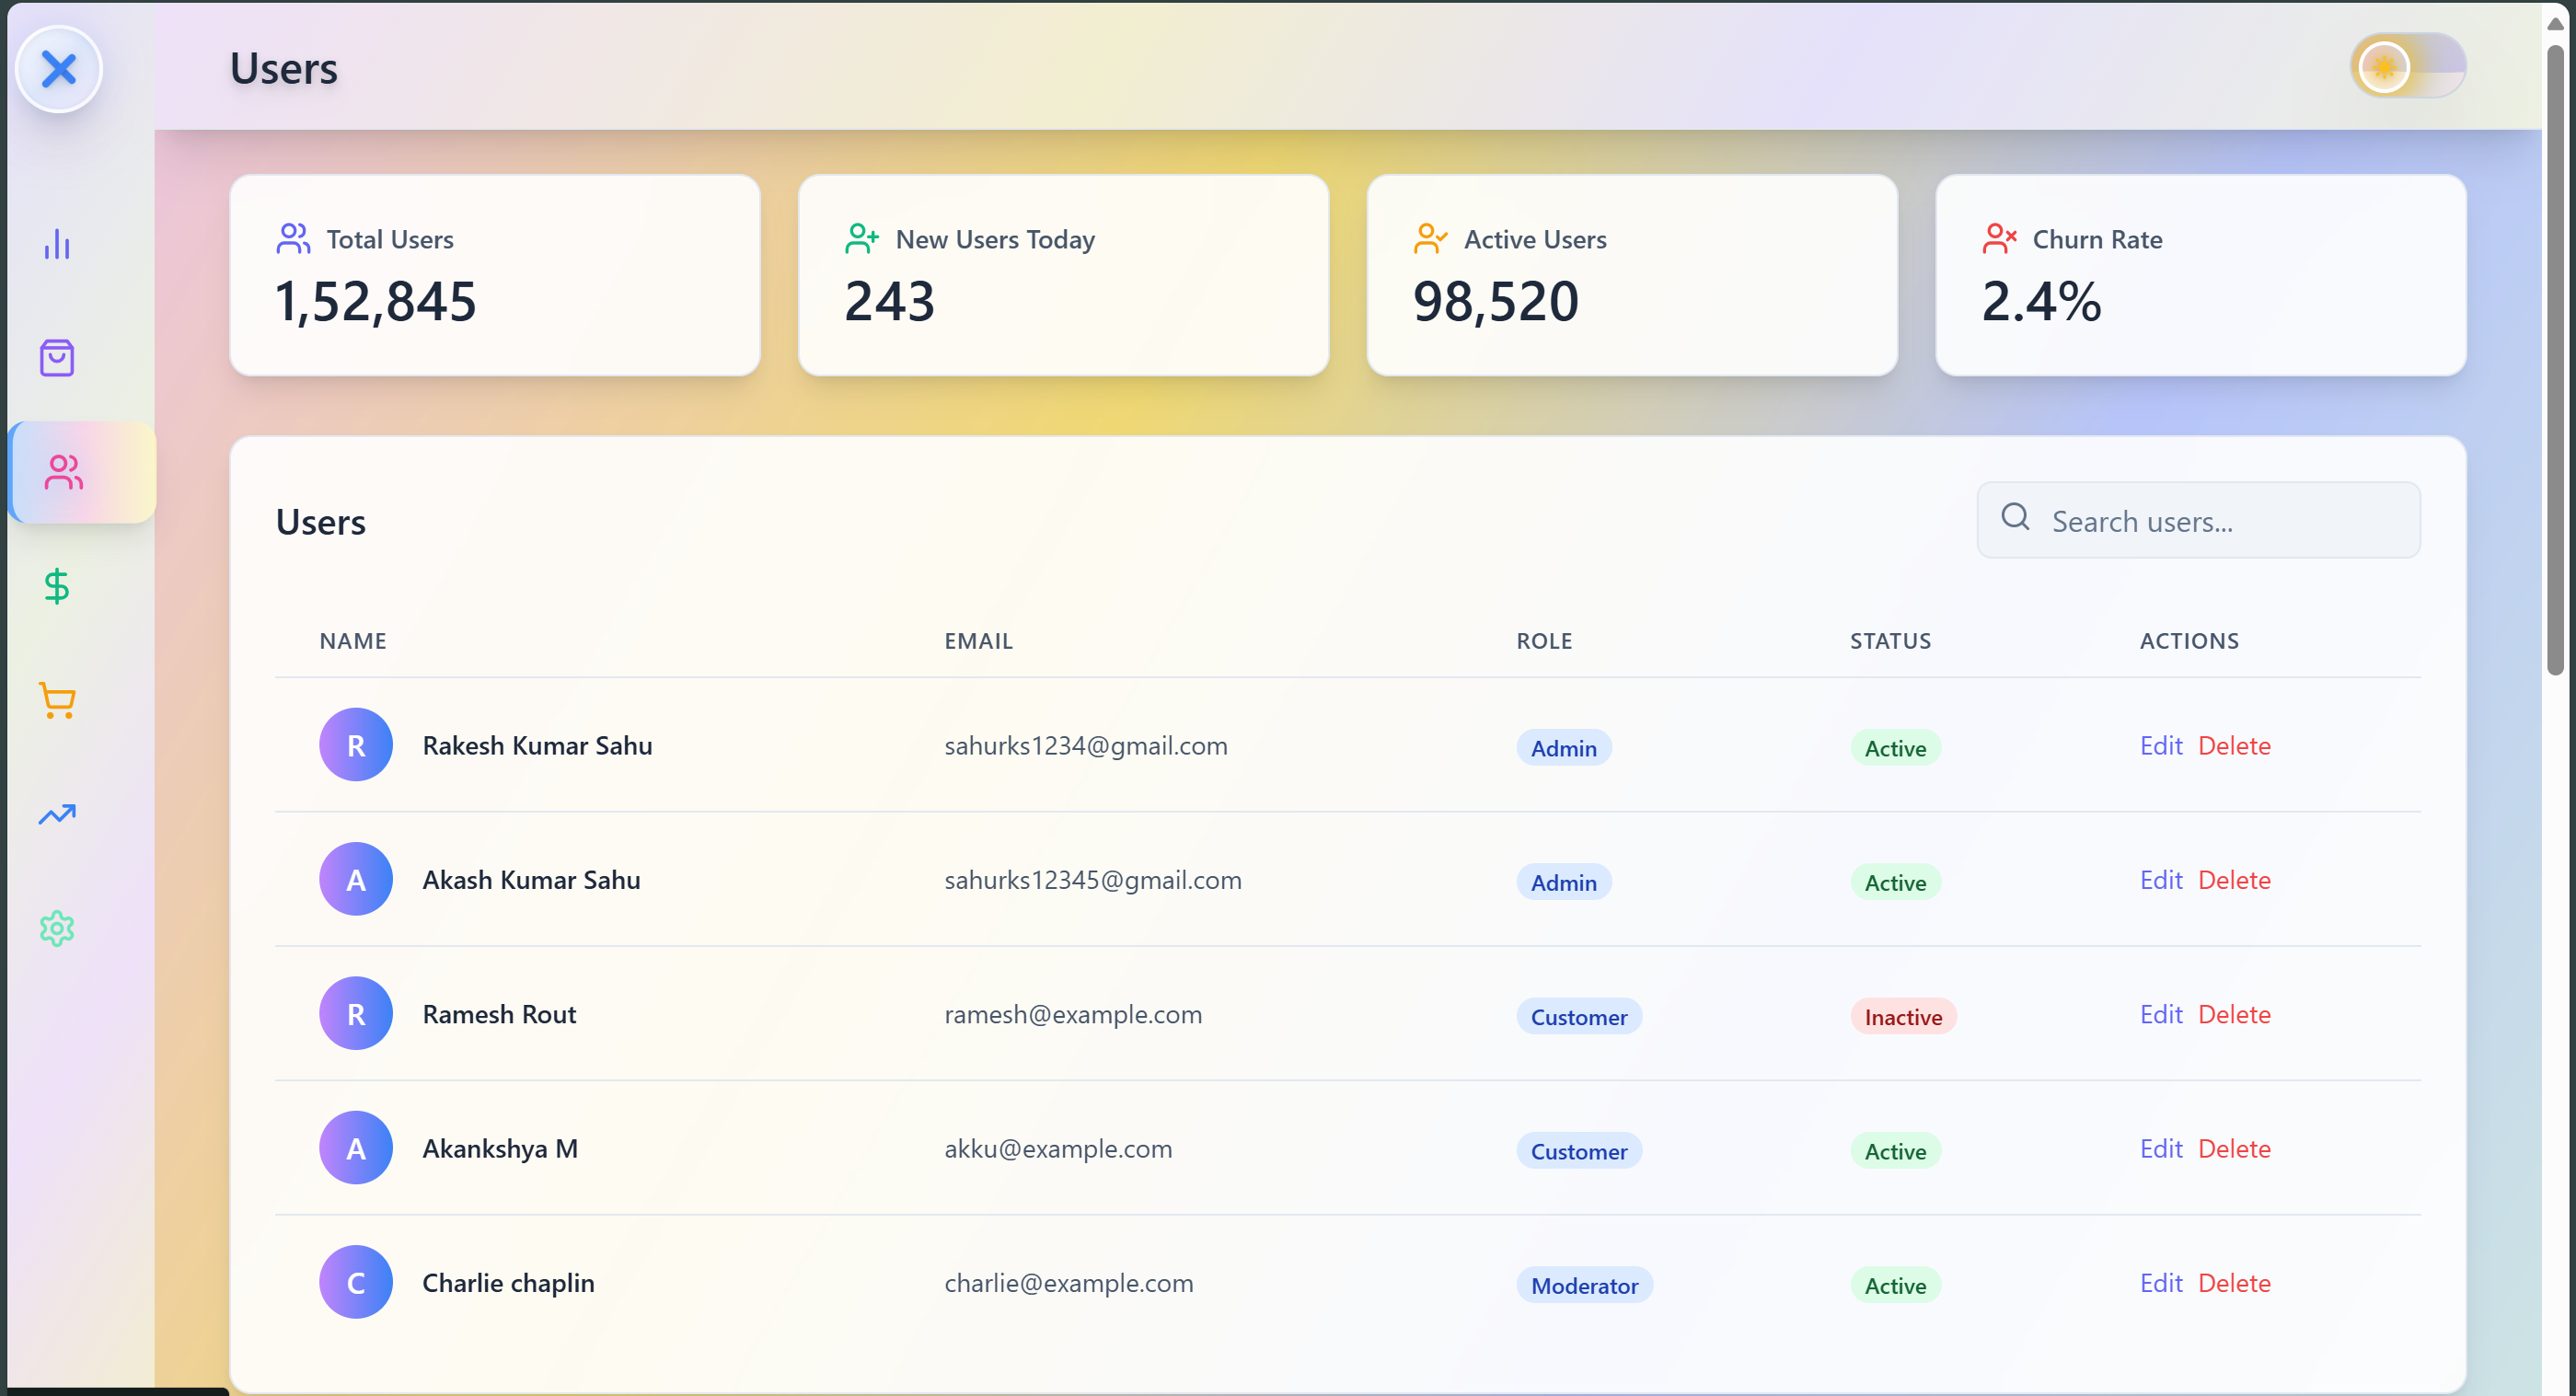 Users
Total Users
1,52,845
New Users Today
243
Active Users
98,520
Churn Rate
2.4%
Users
Search users...
NAME EMAIL ROLE STATUS ACTIONS
R Rakesh Kumar Sahu sahurks1234@gmail.com Admin Active Edit Delete
A Akash Kumar Sahu sahurks12345@gmail.com Admin Active Edit Delete
R Ramesh Rout ramesh@example.com Customer Inactive Edit Delete
A Akankshya M akku@example.com Customer Active Edit Delete
C Charlie chaplin charlie@example.com Moderator Active Edit Delete